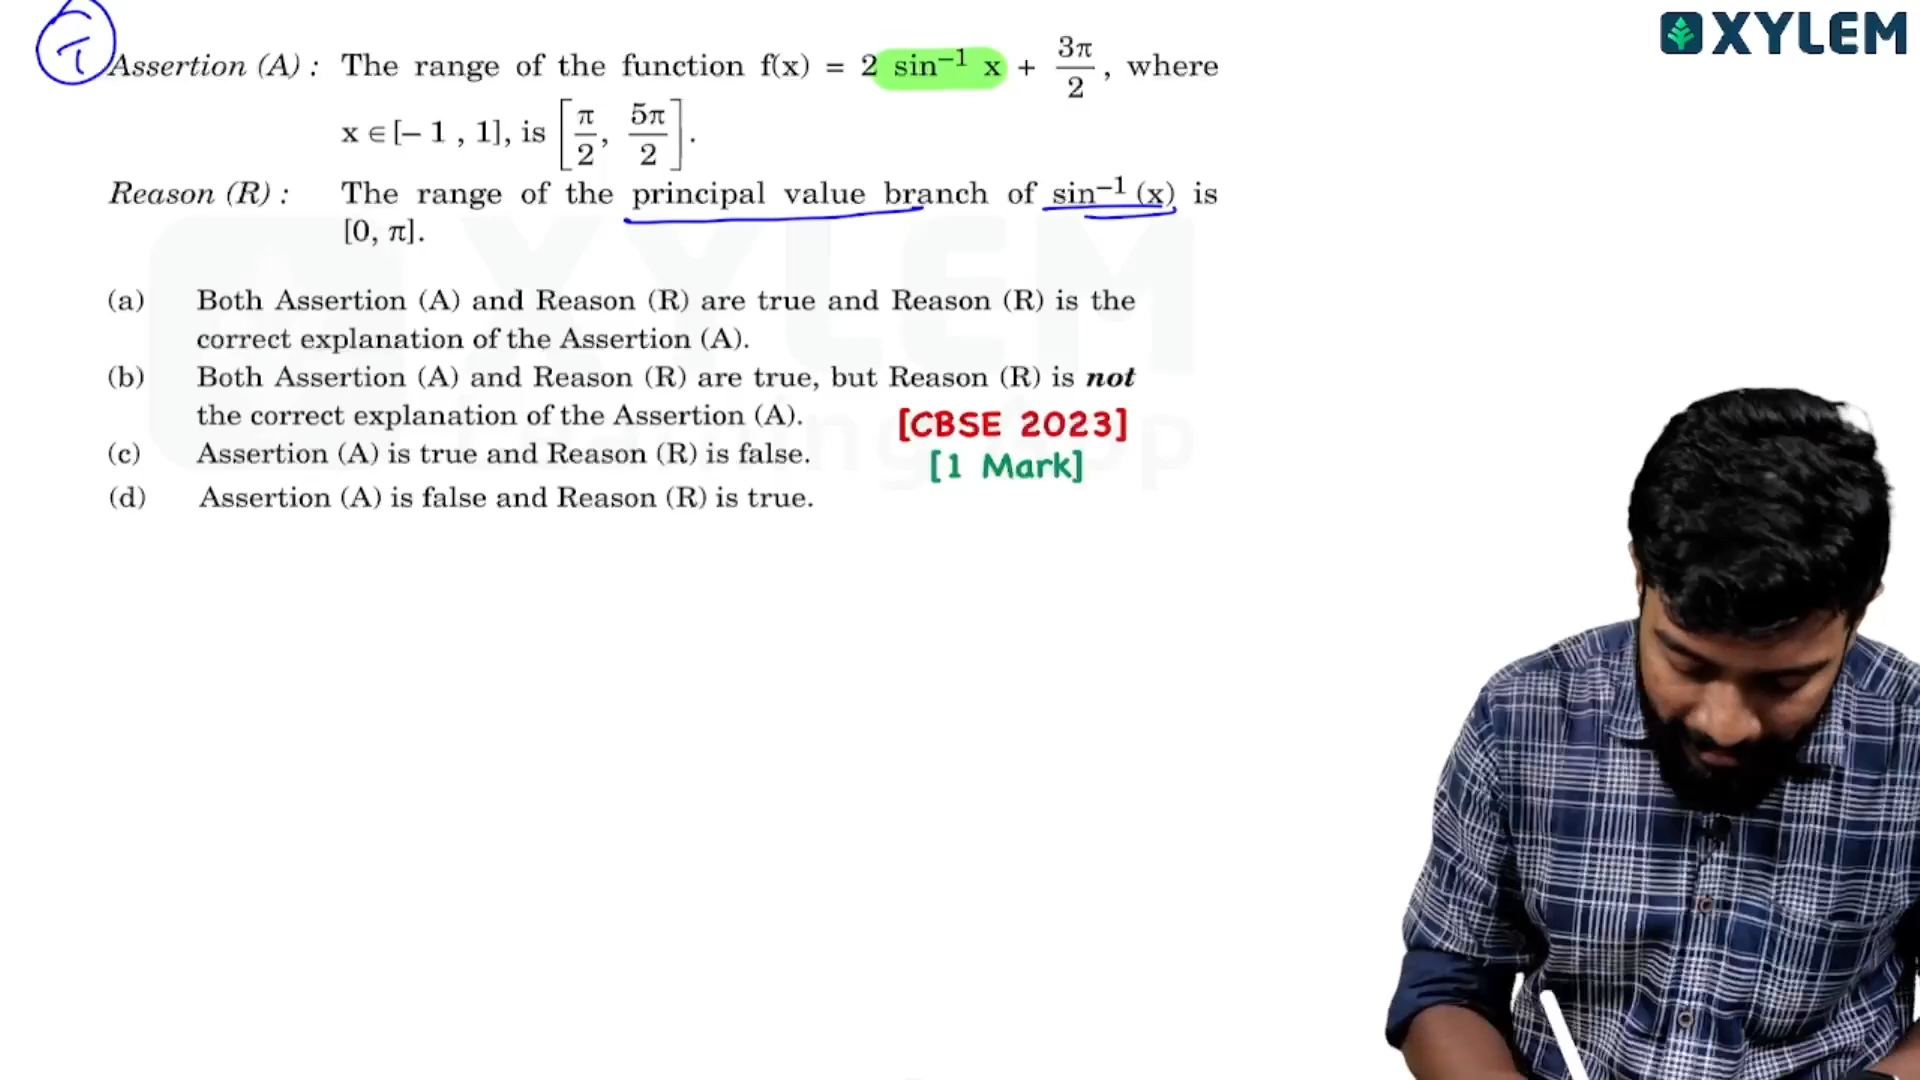 XYLEM
T
Assertion (A) : The range of the function f(x) = 2 sin⁻¹ x + 3π/2, where
x ∈ [– 1 , 1], is [π/2, 5π/2].
Reason (R) : The range of the principal value branch of sin⁻¹ (x) is
[0, π].
(a) Both Assertion (A) and Reason (R) are true and Reason (R) is the
correct explanation of the Assertion (A).
(b) Both Assertion (A) and Reason (R) are true, but Reason (R) is not
the correct explanation of the Assertion (A).
[CBSE 2023]
(c) Assertion (A) is true and Reason (R) is false.
[1 Mark]
(d) Assertion (A) is false and Reason (R) is true.
XYLEM
Learning App